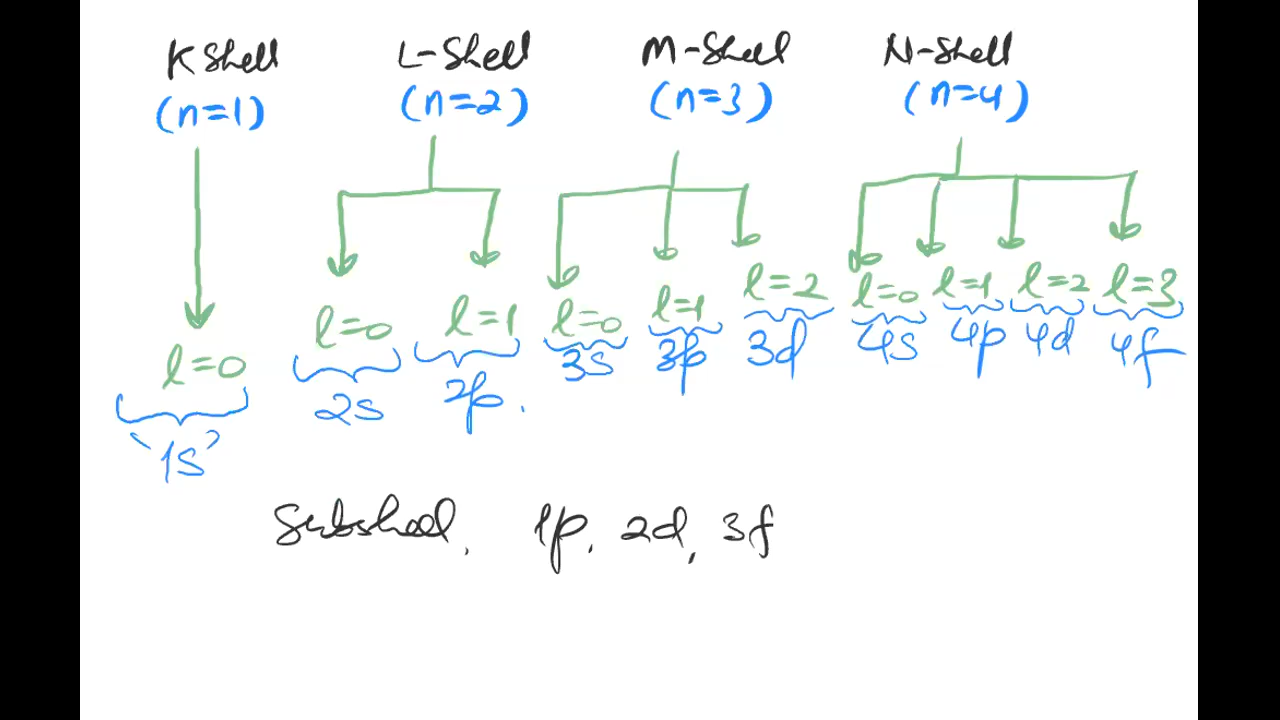 K Shell L-Shell M-Shell N-Shell
(n=1) (n=2) (n=3) (n=4)
l=0 l=0 l=1 l=0 l=1 l=2 l=0 l=1 l=2 l=3
'1s' 2s 2p. 3s 3p 3d 4s 4p 4d 4f
Subshell, 1p, 2d, 3f